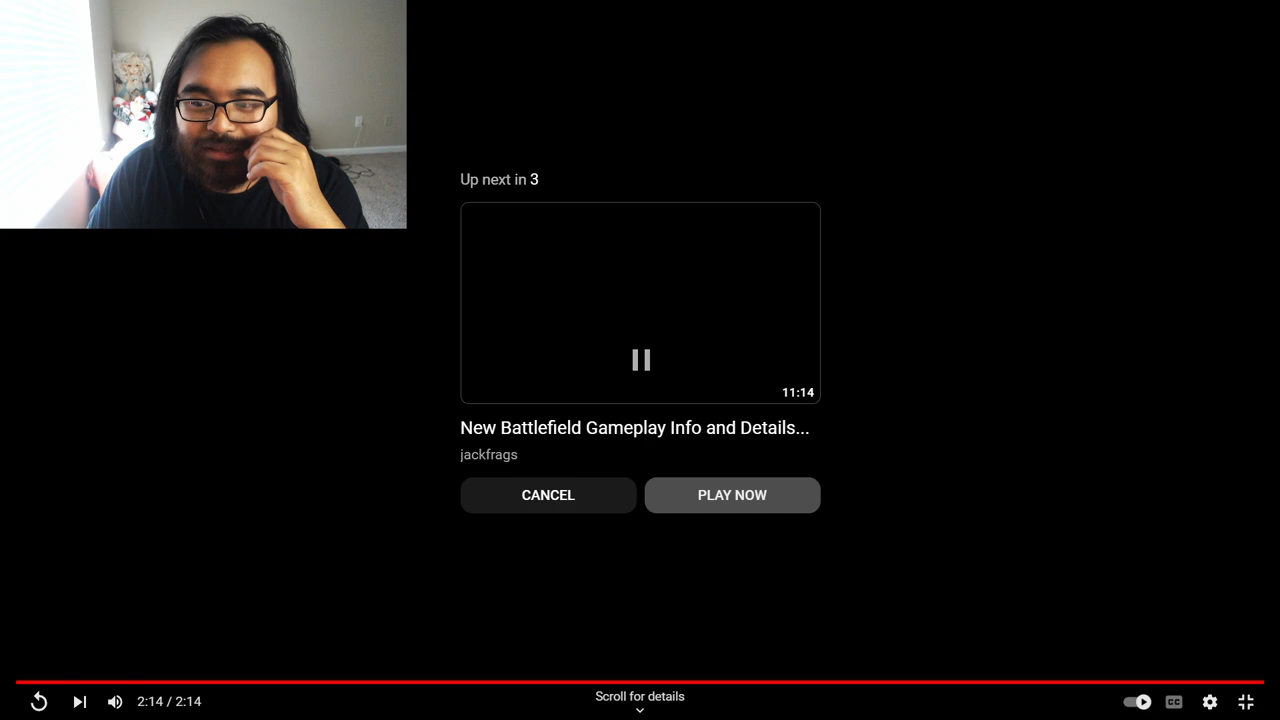 Up next in 3
11:14
New Battlefield Gameplay Info and Details...
jackfrags
CANCEL
PLAY NOW
2:14 / 2:14
Scroll for details
CC